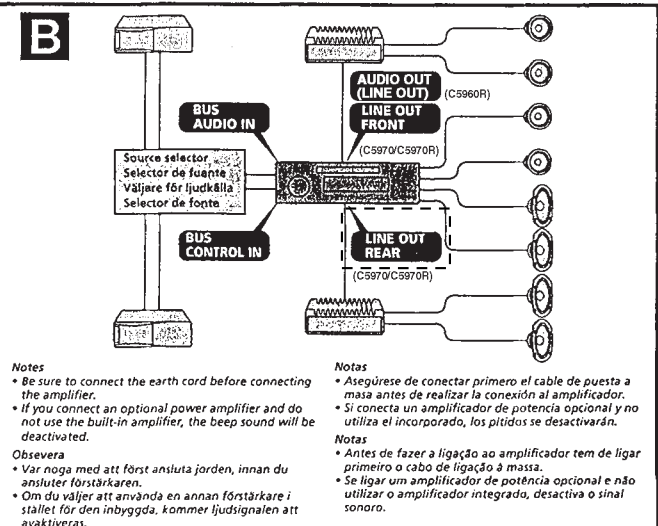 B
AUDIO OUT
(LINE OUT) (C5960R)
BUS
AUDIO IN
LINE OUT
FRONT
(C5970/C5970R)
Source selector
Selector de fuente
Väljare för ljudkälla
Selector de fonte
BUS
CONTROL IN
LINE OUT
REAR
(C5970/C5970R)
Notes
• Be sure to connect the earth cord before connecting
the amplifier.
• If you connect an optional power amplifier and do
not use the built-in amplifier, the beep sound will be
deactivated.
Obsevera
• Var noga med att först ansluta jorden, innan du
ansluter förstärkaren.
• Om du väljer att använda en annan förstärkare i
stället för den inbyggda, kommer ljudsignalen att
avaktiveras.
Notas
• Asegúrese de conectar primero el cable de puesta a
masa antes de realizar la conexión al amplificador.
• Si conecta un amplificador de potencia opcional y no
utiliza el incorporado, los pitidos se desactivarán.
Notas
• Antes de fazer a ligação ao amplificador tem de ligar
primeiro o cabo de ligação à massa.
• Se ligar um amplificador de potência opcional e não
utilizar o amplificador integrado, desactiva o sinal
sonoro.